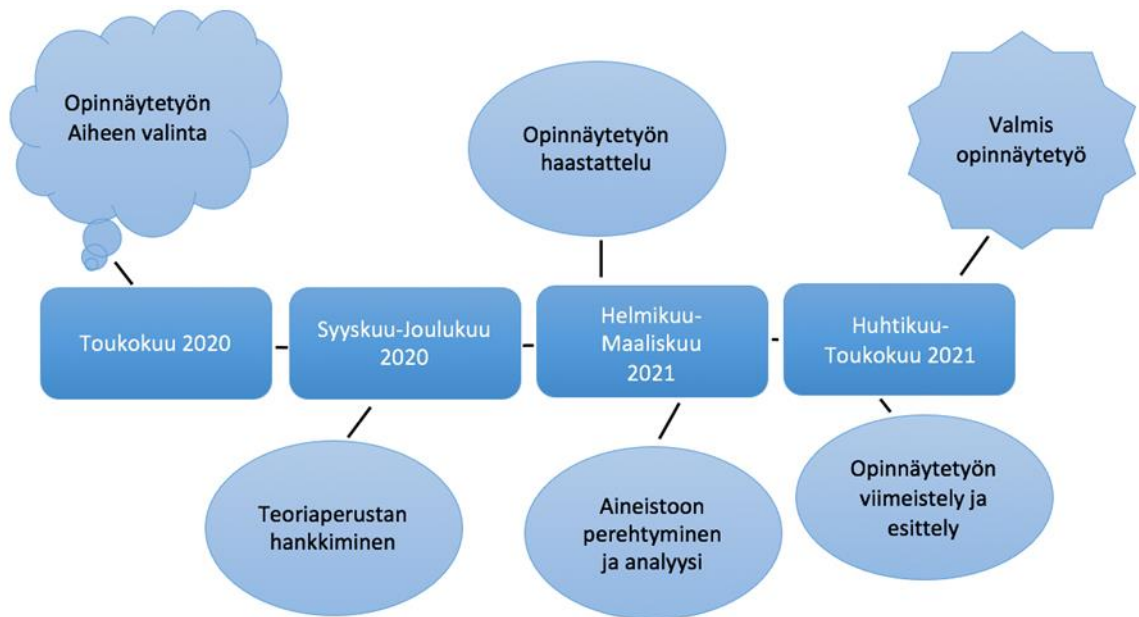 Opinnäytetyön
Aiheen valinta
Opinnäytetyön
haastattelu
Valmis
opinnäytetyö
Toukokuu 2020
Syyskuu-Joulukuu
2020
Helmikuu-
Maaliskuu
2021
Huhtikuu-
Toukokuu 2021
Teoriaperustan
hankkiminen
Aineistoon
perehtyminen
ja analyysi
Opinnäytetyön
viimeistely ja
esittely